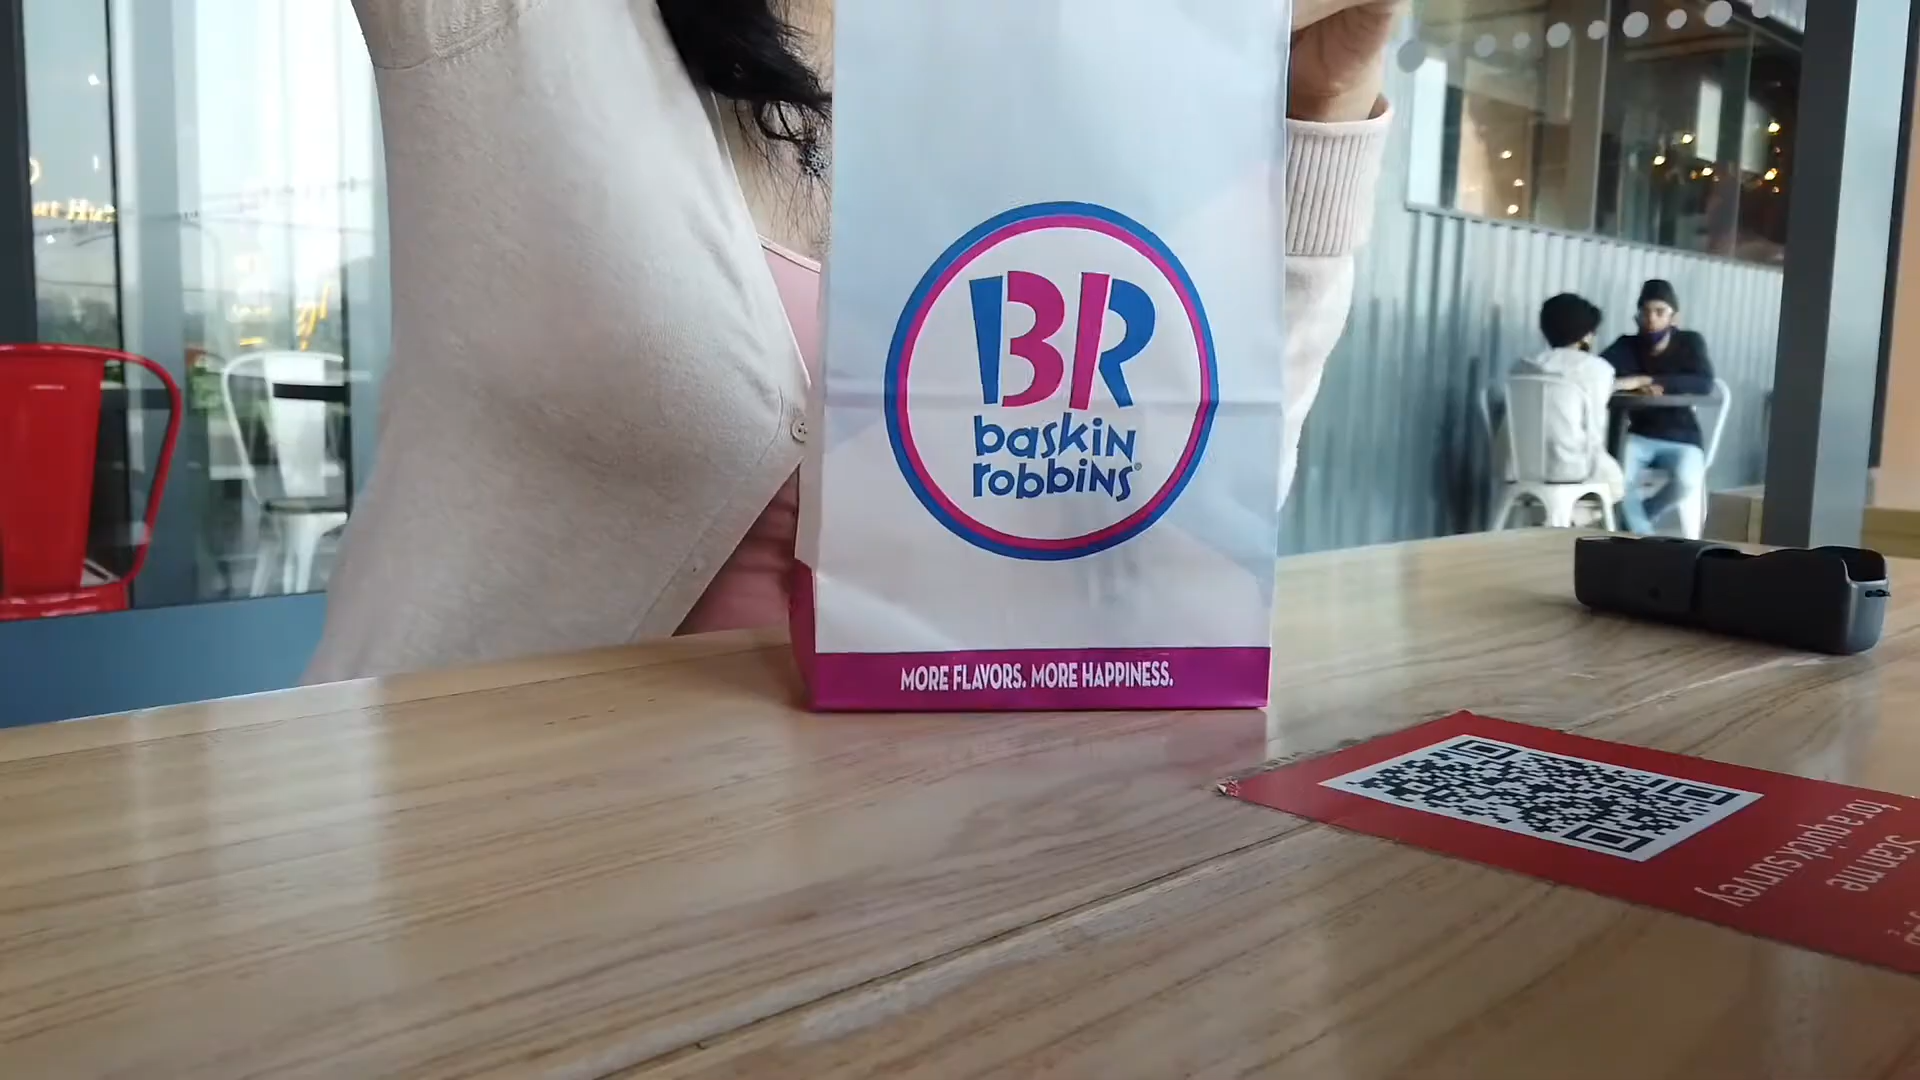 BR
baskin
robbins®
MORE FLAVORS. MORE HAPPINESS.
Scan me
for a quick survey